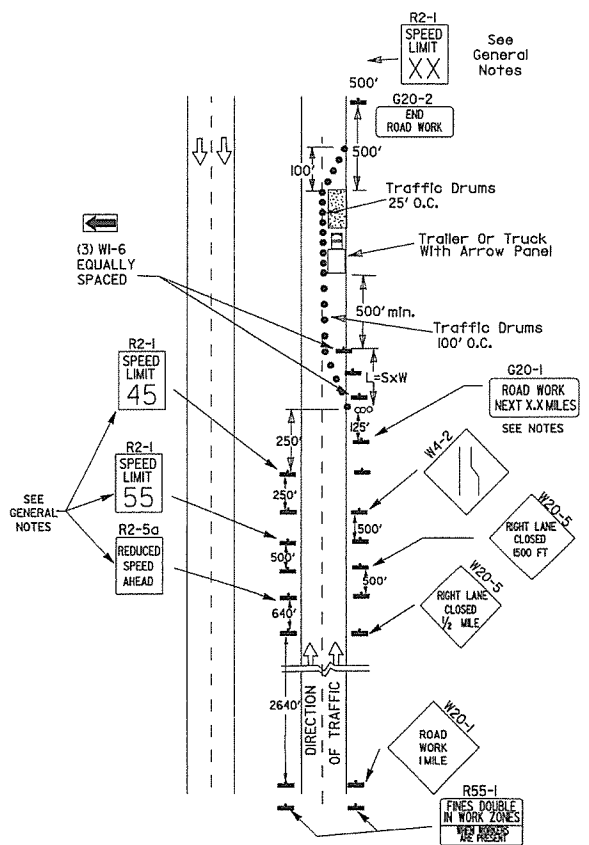 R2-1
SPEED
LIMIT
XX
See
General
Notes
500'
G20-2
END
ROAD WORK
500'
100'
Traffic Drums
25' O.C.
Trailer Or Truck
With Arrow Panel
(3) WI-6
EQUALLY
SPACED
500' min.
Traffic Drums
100' O.C.
L=SxW
R2-1
SPEED
LIMIT
45
G20-1
ROAD WORK
NEXT X.X MILES
SEE NOTES
125'
250'
250'
W4-2
R2-1
SPEED
LIMIT
55
SEE
GENERAL
NOTES
500'
500'
W20-5
RIGHT LANE
CLOSED
1500 FT
R2-5a
REDUCED
SPEED
AHEAD
500'
640'
W20-5
RIGHT LANE
CLOSED
1/2 MILE
2640'
DIRECTION
OF TRAFFIC
W20-1
ROAD
WORK
1 MILE
R55-1
FINES DOUBLE
IN WORK ZONES
WHEN WORKERS
ARE PRESENT